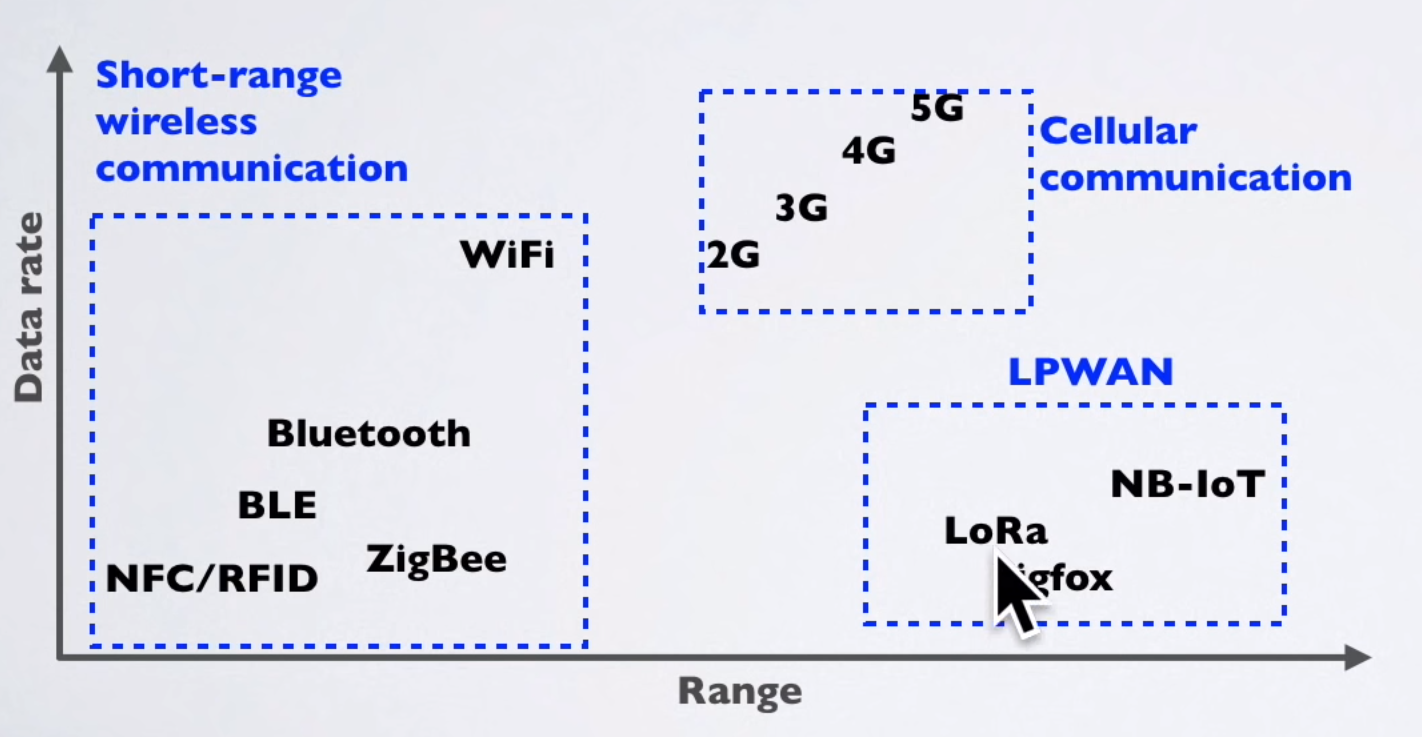 Short-range
wireless
communication
5G
Cellular
communication
4G
3G
2G
WiFi
LPWAN
Bluetooth
NB-IoT
BLE
LoRa
ZigBee
NFC/RFID
Data rate
Range